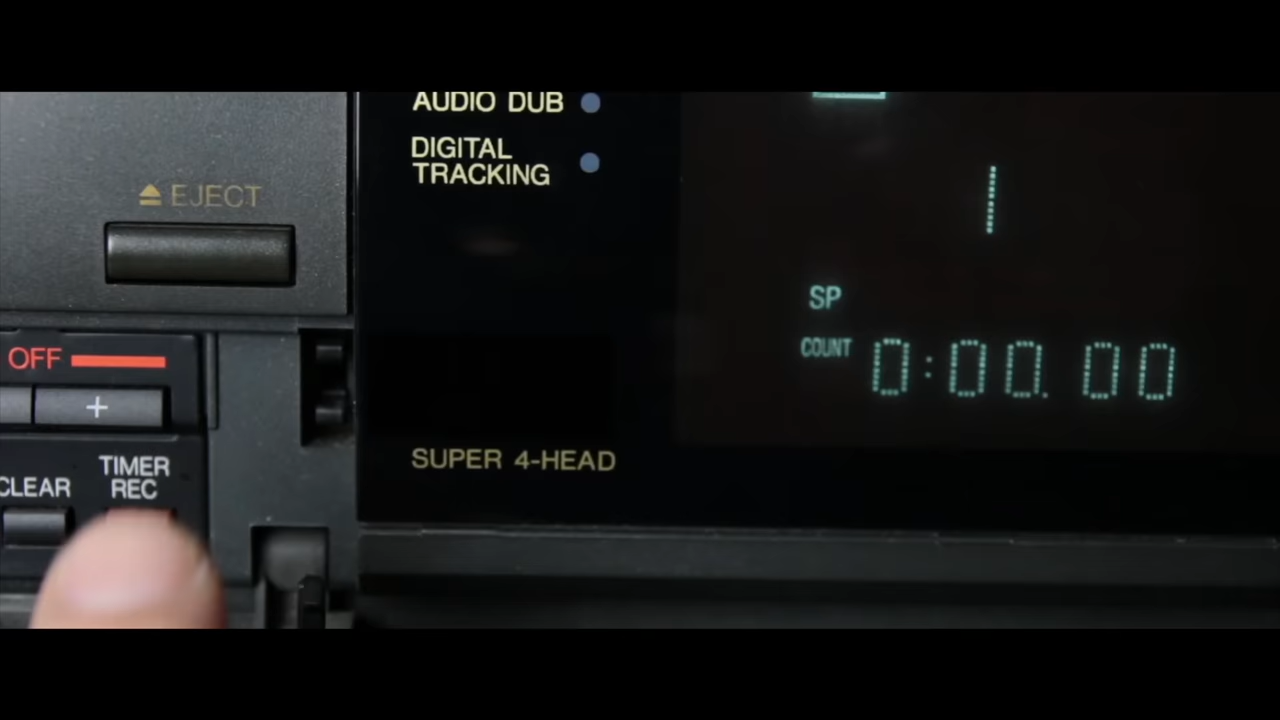 AUDIO DUB
DIGITAL
TRACKING
EJECT
SP
COUNT 0:00.00
OFF
+
TIMER
REC
CLEAR
SUPER 4-HEAD